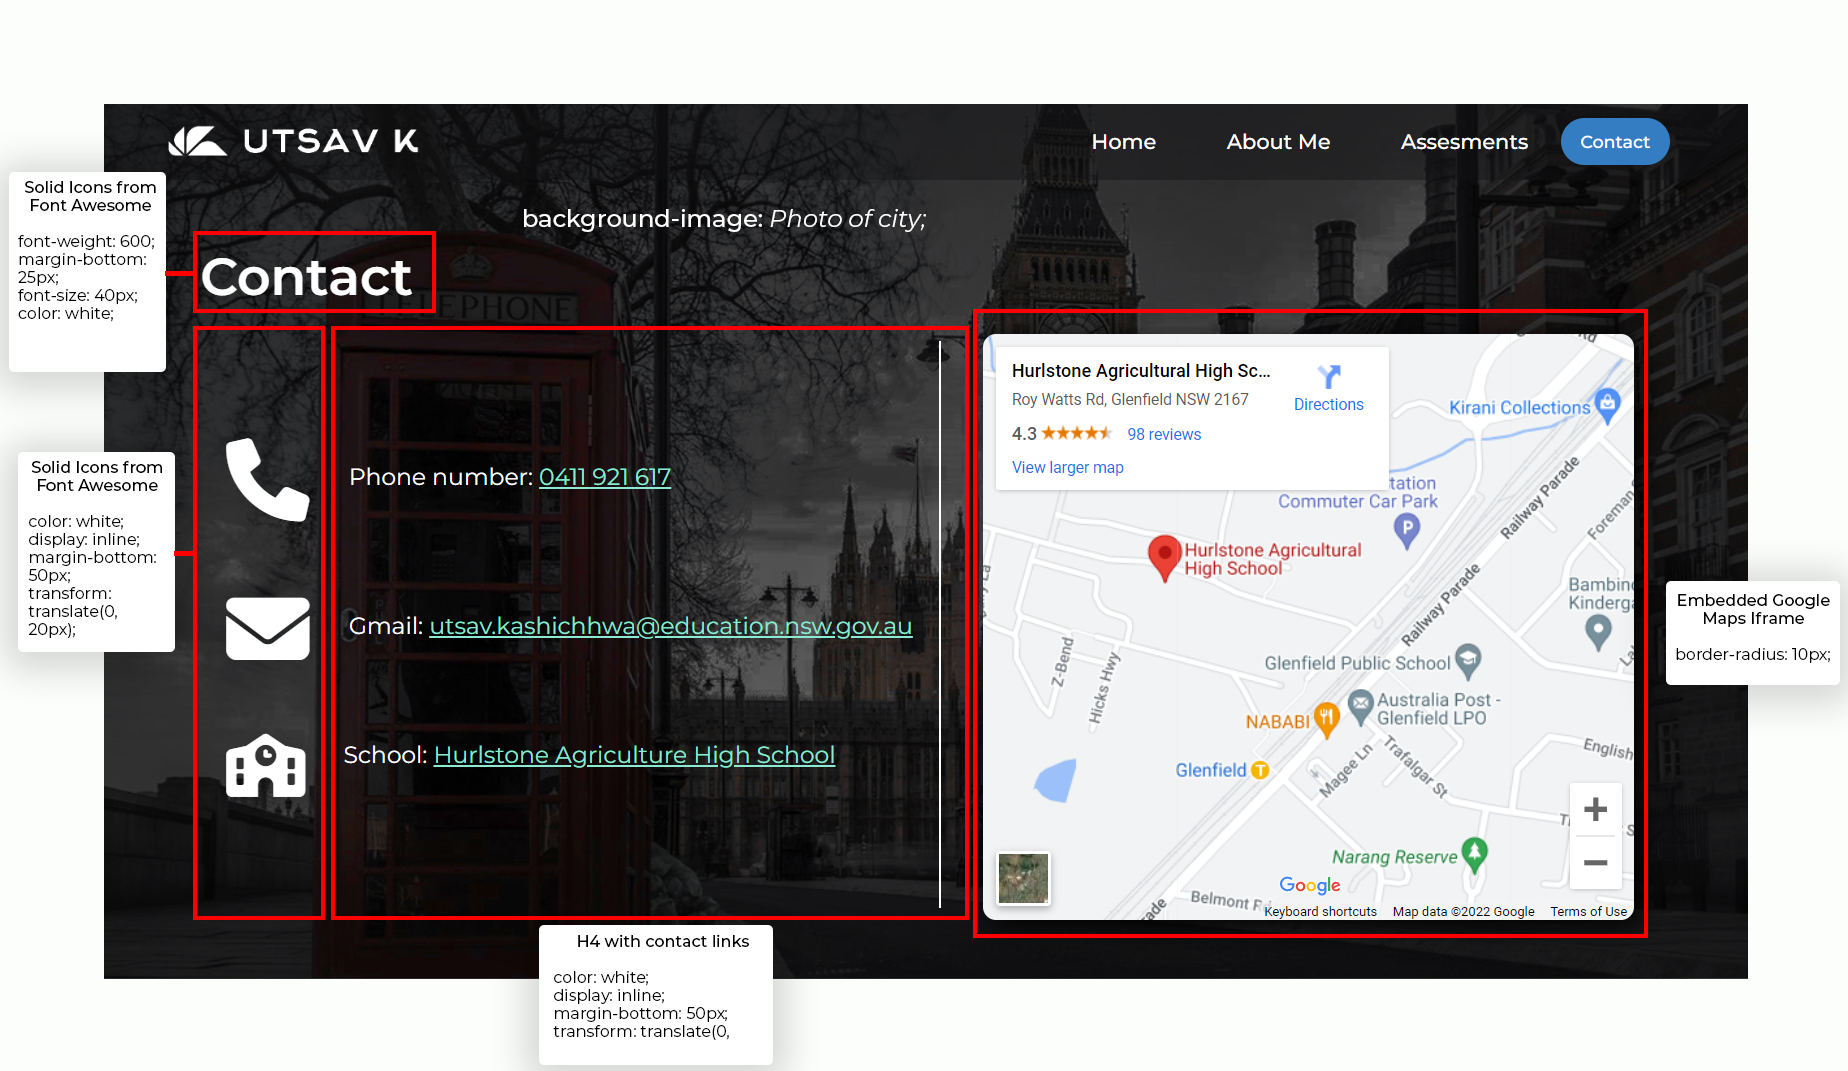 UTSAV K
Home
About Me
Assesments
Contact
Solid Icons from
Font Awesome
font-weight: 600;
margin-bottom:
25px;
font-size: 40px;
color: white;
background-image: Photo of city;
Contact
TELEPHONE
Solid Icons from
Font Awesome
color: white;
display: inline;
margin-bottom:
50px;
transform:
translate(0,
20px);
Phone number: 0411 921 617
Gmail: utsav.kashichhwa@education.nsw.gov.au
School: Hurlstone Agriculture High School
H4 with contact links
color: white;
display: inline;
margin-bottom: 50px;
transform: translate(0,
Hurlstone Agricultural High Sc...
Roy Watts Rd, Glenfield NSW 2167
4.3
98 reviews
View larger map
Directions
Rd
Kirani Collections
tation
Commuter Car Park
P
Railway Parade
Foreman
Hurlstone Agricultural
High School
Bambino
Kinderga
Railway Parade
Glenfield Public School
Z-Bend
Hicks Hwy
Australia Post -
Glenfield LPO
NABABI
Glenfield
T
Magee Ln
Trafalgar St
English
Narang Reserve
Belmont Rd
ade
Google
Keyboard shortcuts
Map data ©2022 Google
Terms of Use
Embedded Google
Maps Iframe
border-radius: 10px;